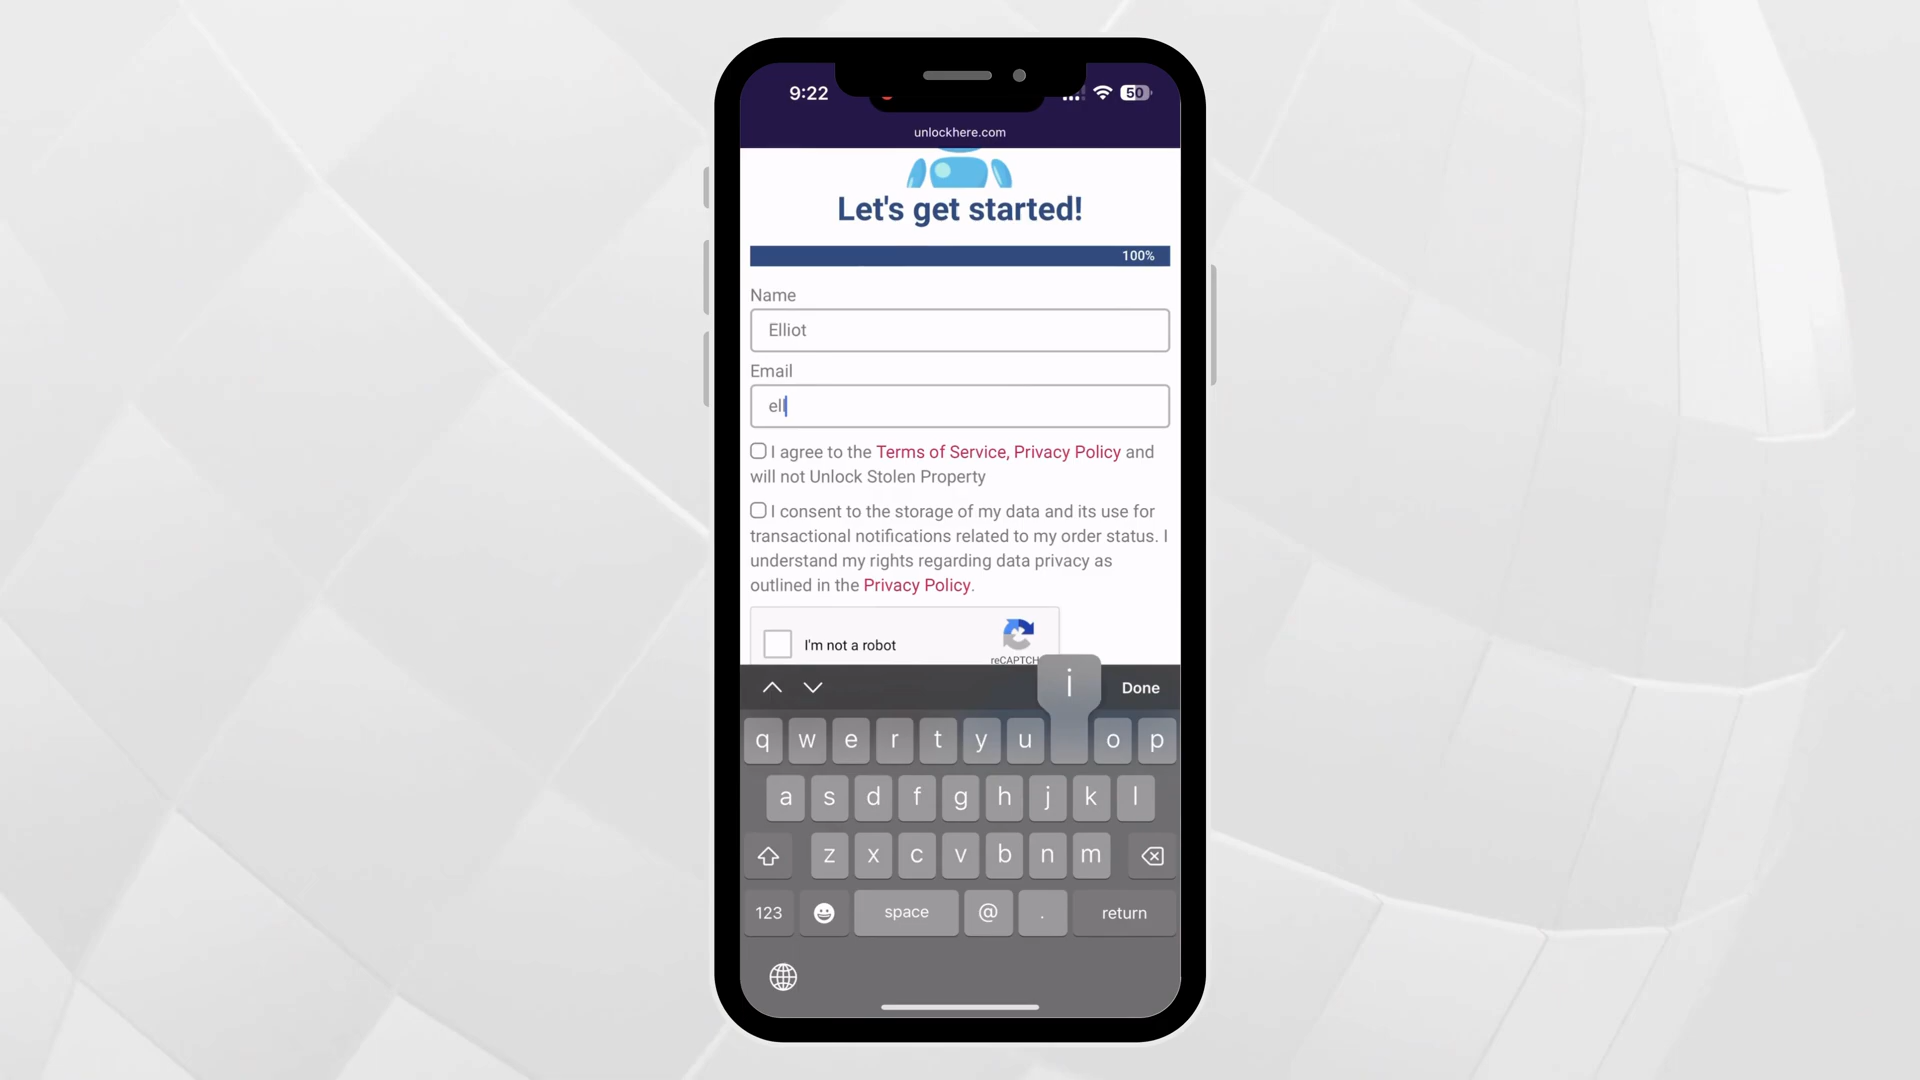 9:22
50
unlockhere.com
Let's get started!
100%
Name
Elliot
Email
ell
I agree to the Terms of Service, Privacy Policy and
will not Unlock Stolen Property
I consent to the storage of my data and its use for
transactional notifications related to my order status. I
understand my rights regarding data privacy as
outlined in the Privacy Policy.
I'm not a robot
reCAPTCH
i
Done
q w e r t y u o p
a s d f g h j k l
z x c v b n m
123 space @ . return